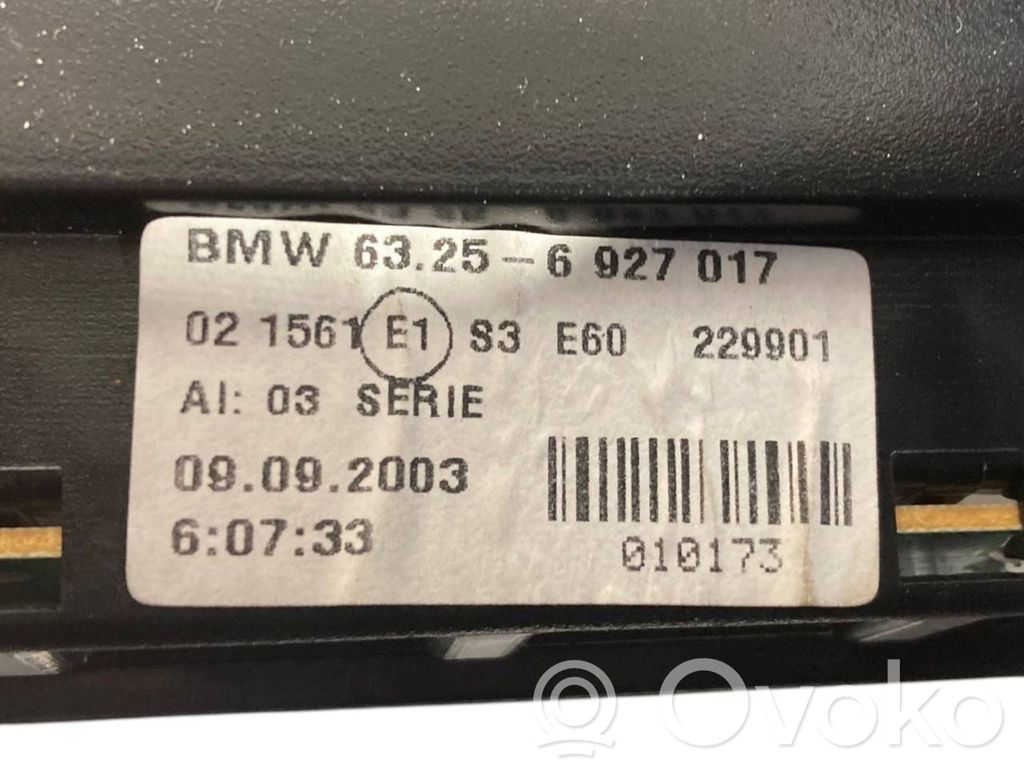 BMW 63.25-6 927 017
02 1561 E1 S3 E60 229901
AI: 03 SERIE
09.09.2003
6:07:33
010173
Ovoko